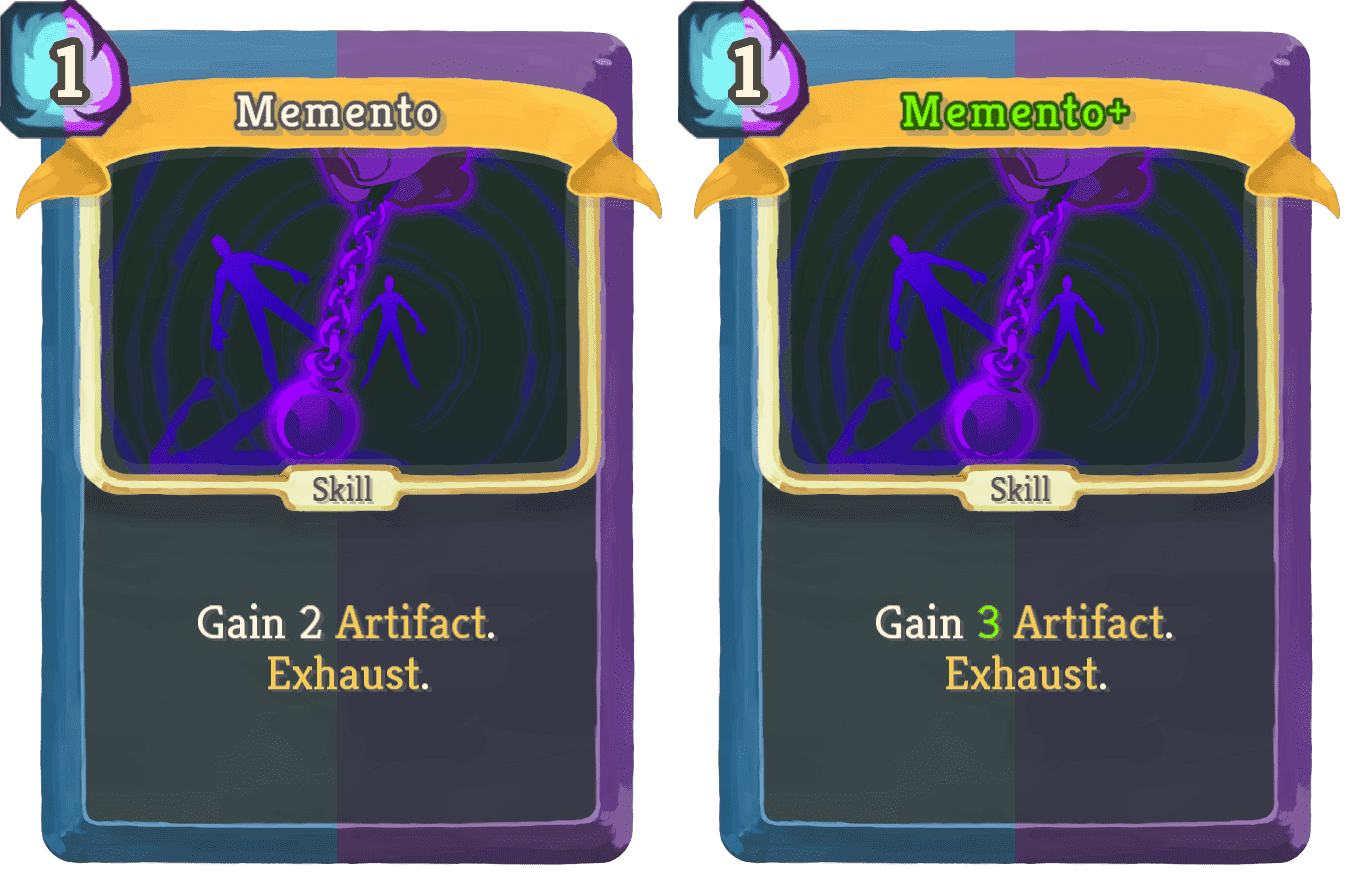 1
Memento
Skill
Gain 2 Artifact.
Exhaust.
1
Memento+
Skill
Gain 3 Artifact.
Exhaust.